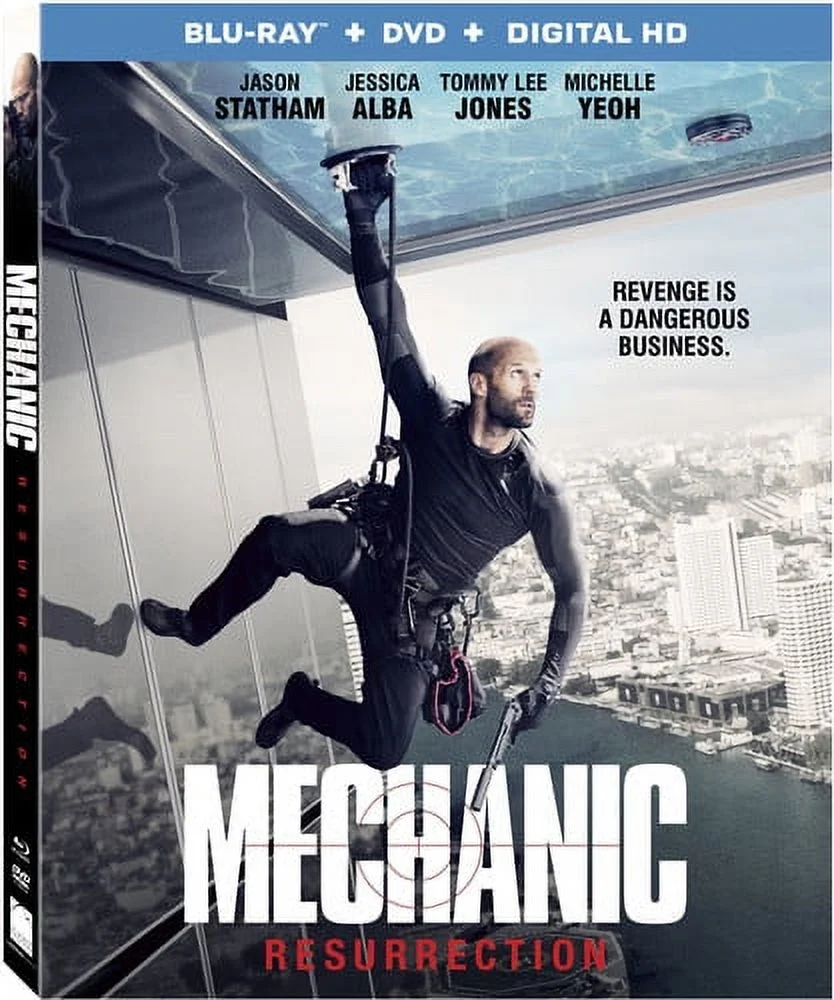 BLU-RAY™ + DVD + DIGITAL HD
JASON STATHAM
JESSICA ALBA
TOMMY LEE JONES
MICHELLE YEOH
REVENGE IS
A DANGEROUS
BUSINESS.
MECHANIC
RESURRECTION
MECHANIC RESURRECTION
DVD